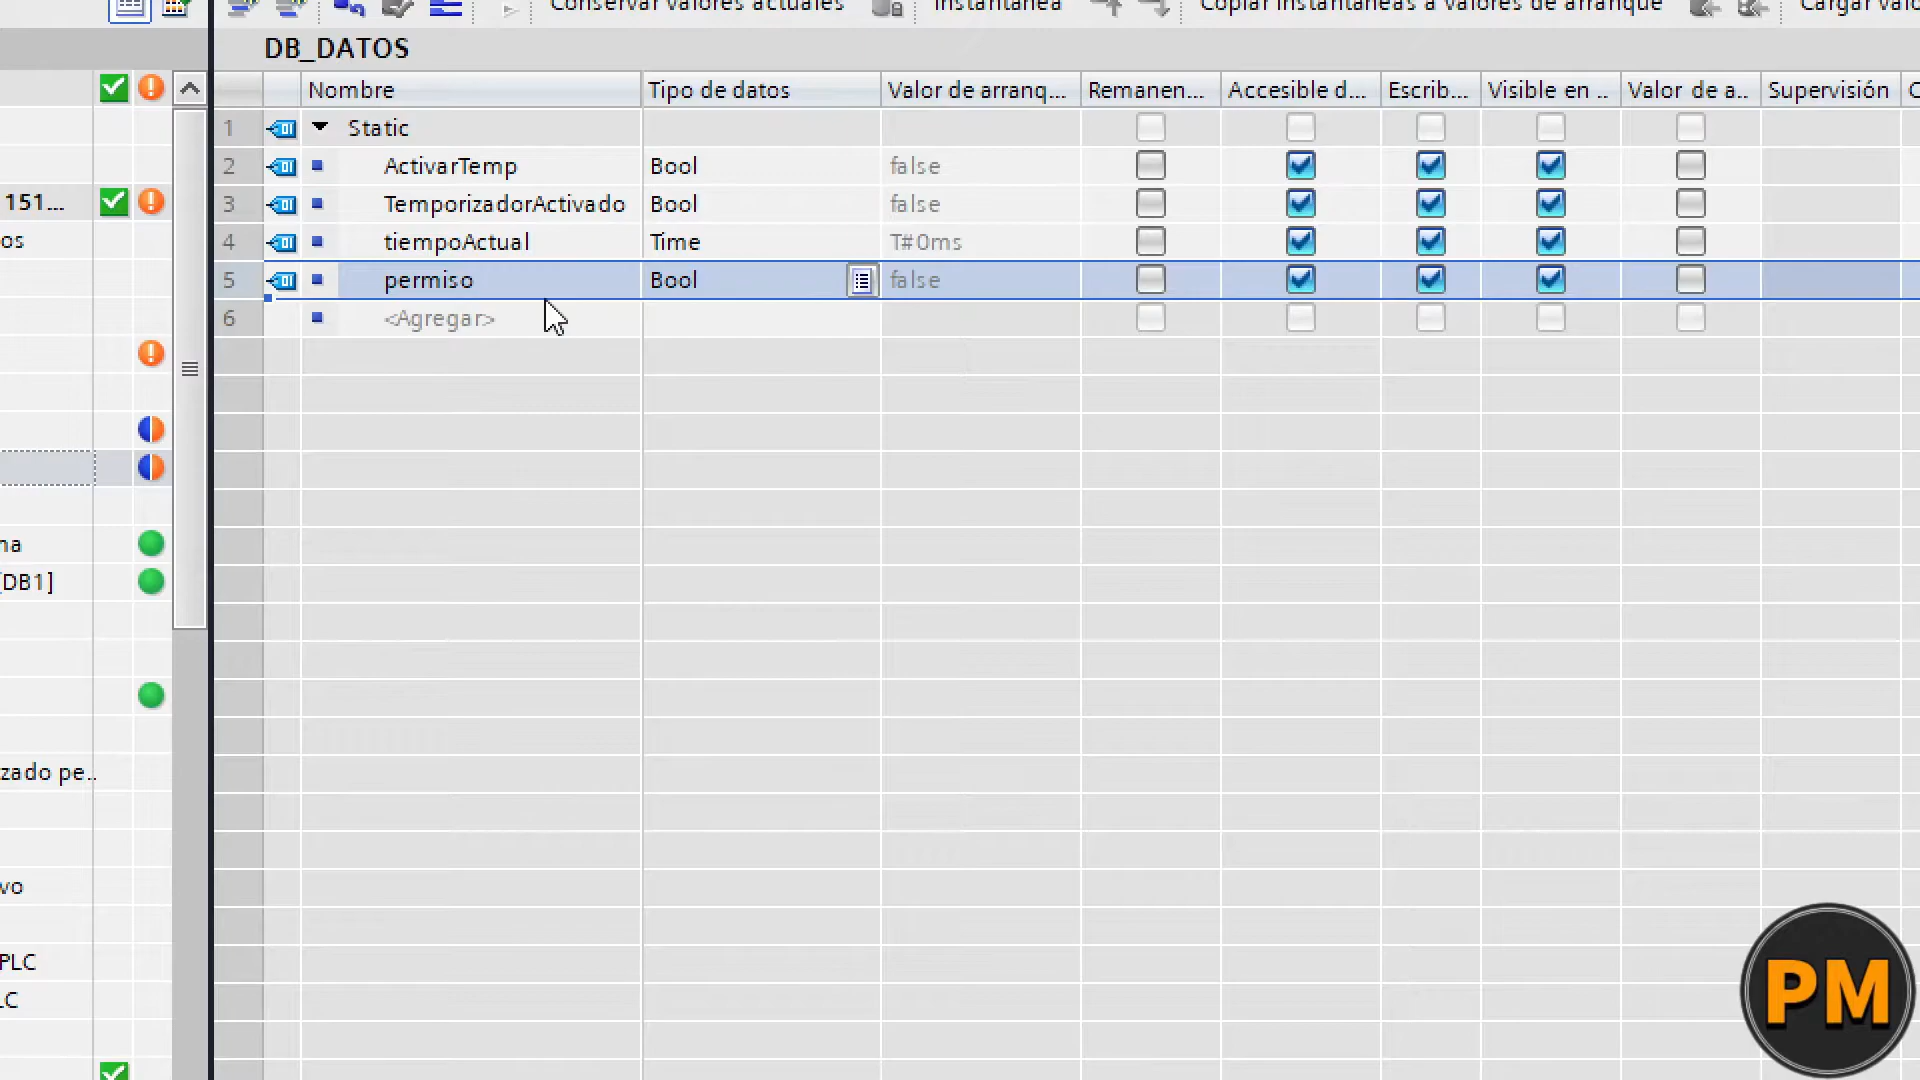 Conservar valores actuales Instantánea Copiar instantáneas a valores de arranque
DB_DATOS
Nombre Tipo de datos Valor de arranq... Remanen... Accesible d... Escrib... Visible en .. Valor de a.. Supervisión
1 Static
2 ActivarTemp Bool false
3 TemporizadorActivado Bool false
4 tiempoActual Time T#0ms
5 permiso Bool false
6 <Agregar>
151...
os
na
[DB1]
zado pe..
vo
PLC
LC
PM